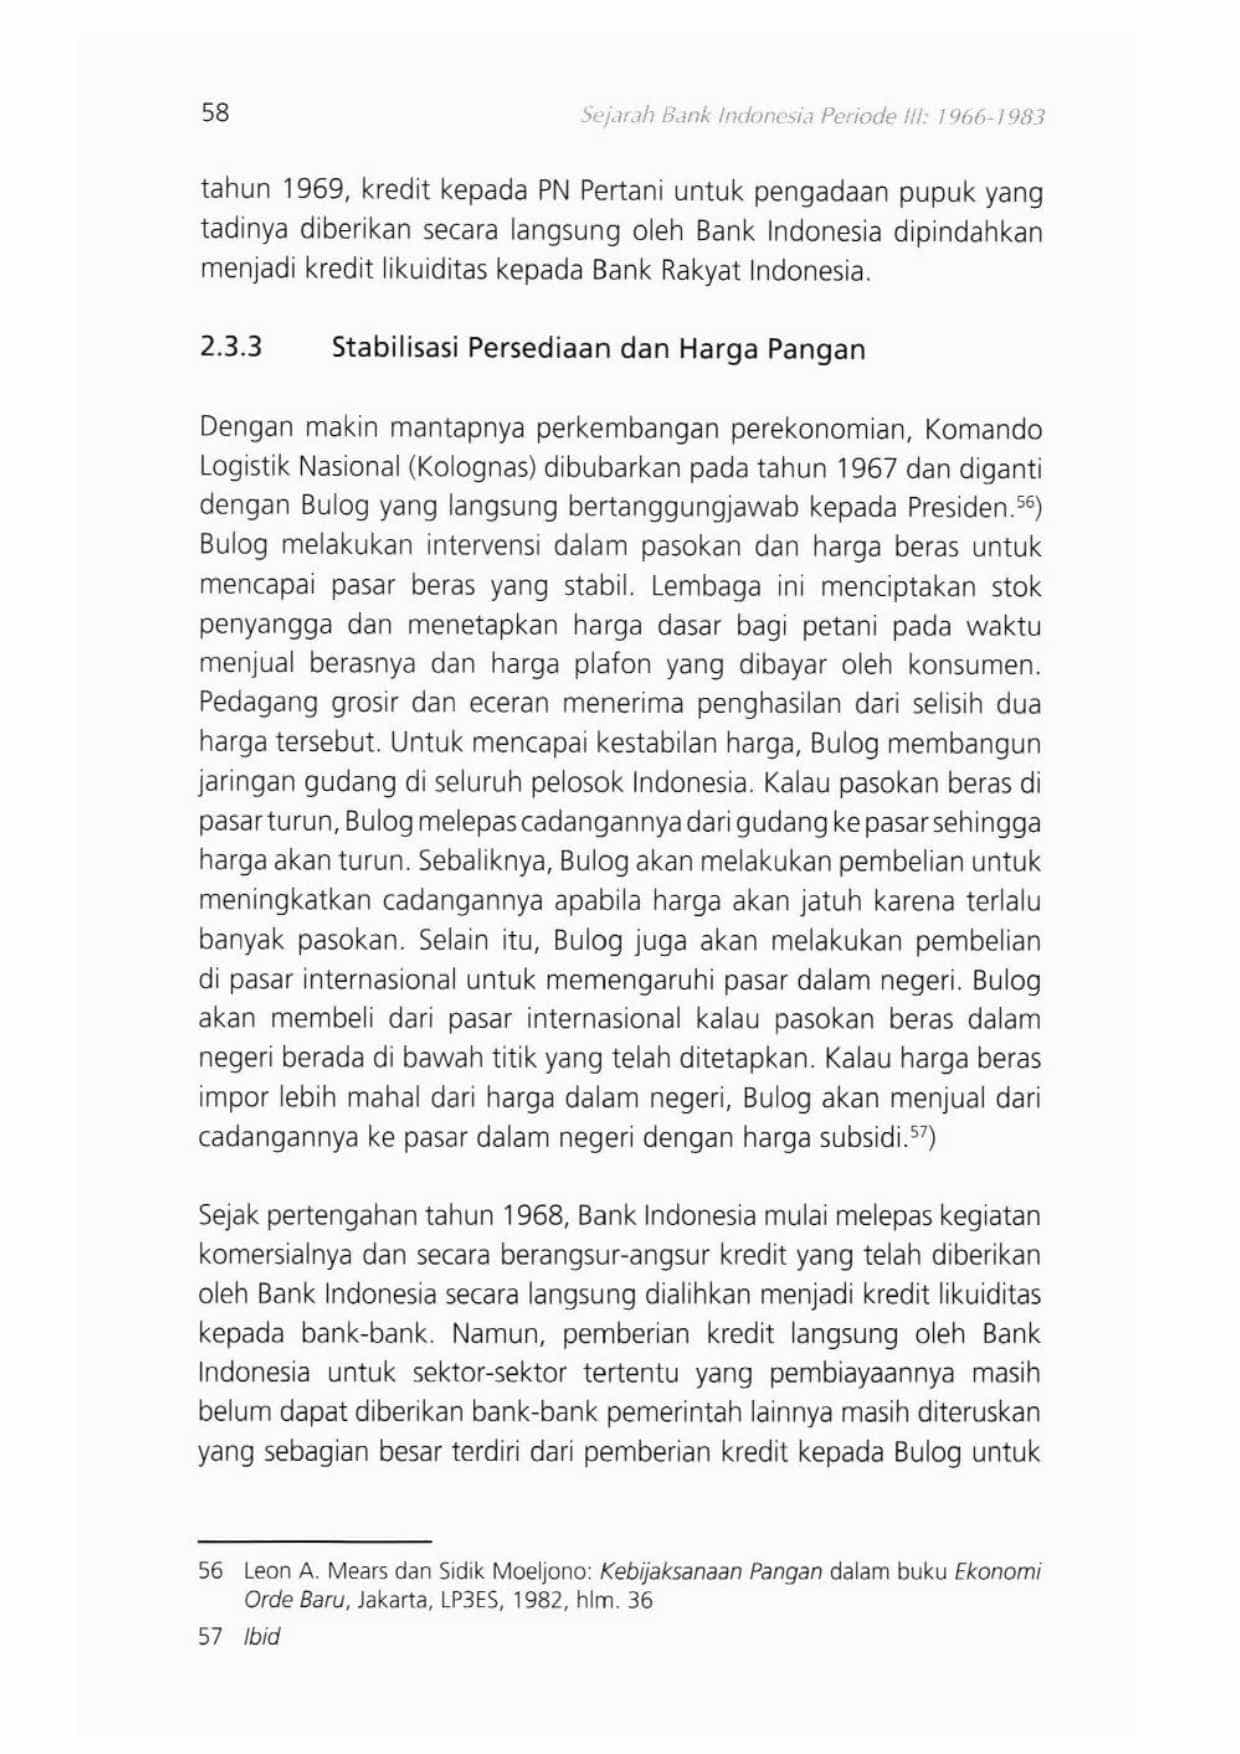 58
Sejarah Bank Indonesia Periode III: 1966-1983
tahun 1969, kredit kepada PN Pertani untuk pengadaan pupuk yang
tadinya diberikan secara langsung oleh Bank Indonesia dipindahkan
menjadi kredit likuiditas kepada Bank Rakyat Indonesia.
2.3.3 Stabilisasi Persediaan dan Harga Pangan
Dengan makin mantapnya perkembangan perekonomian, Komando
Logistik Nasional (Kolognas) dibubarkan pada tahun 1967 dan diganti
dengan Bulog yang langsung bertanggungjawab kepada Presiden.⁵⁶)
Bulog melakukan intervensi dalam pasokan dan harga beras untuk
mencapai pasar beras yang stabil. Lembaga ini menciptakan stok
penyangga dan menetapkan harga dasar bagi petani pada waktu
menjual berasnya dan harga plafon yang dibayar oleh konsumen.
Pedagang grosir dan eceran menerima penghasilan dari selisih dua
harga tersebut. Untuk mencapai kestabilan harga, Bulog membangun
jaringan gudang di seluruh pelosok Indonesia. Kalau pasokan beras di
pasar turun, Bulog melepas cadangannya dari gudang ke pasar sehingga
harga akan turun. Sebaliknya, Bulog akan melakukan pembelian untuk
meningkatkan cadangannya apabila harga akan jatuh karena terlalu
banyak pasokan. Selain itu, Bulog juga akan melakukan pembelian
di pasar internasional untuk memengaruhi pasar dalam negeri. Bulog
akan membeli dari pasar internasional kalau pasokan beras dalam
negeri berada di bawah titik yang telah ditetapkan. Kalau harga beras
impor lebih mahal dari harga dalam negeri, Bulog akan menjual dari
cadangannya ke pasar dalam negeri dengan harga subsidi.⁵⁷)
Sejak pertengahan tahun 1968, Bank Indonesia mulai melepas kegiatan
komersialnya dan secara berangsur-angsur kredit yang telah diberikan
oleh Bank Indonesia secara langsung dialihkan menjadi kredit likuiditas
kepada bank-bank. Namun, pemberian kredit langsung oleh Bank
Indonesia untuk sektor-sektor tertentu yang pembiayaannya masih
belum dapat diberikan bank-bank pemerintah lainnya masih diteruskan
yang sebagian besar terdiri dari pemberian kredit kepada Bulog untuk
56 Leon A. Mears dan Sidik Moeljono: Kebijaksanaan Pangan dalam buku Ekonomi
Orde Baru, Jakarta, LP3ES, 1982, hlm. 36
57 Ibid